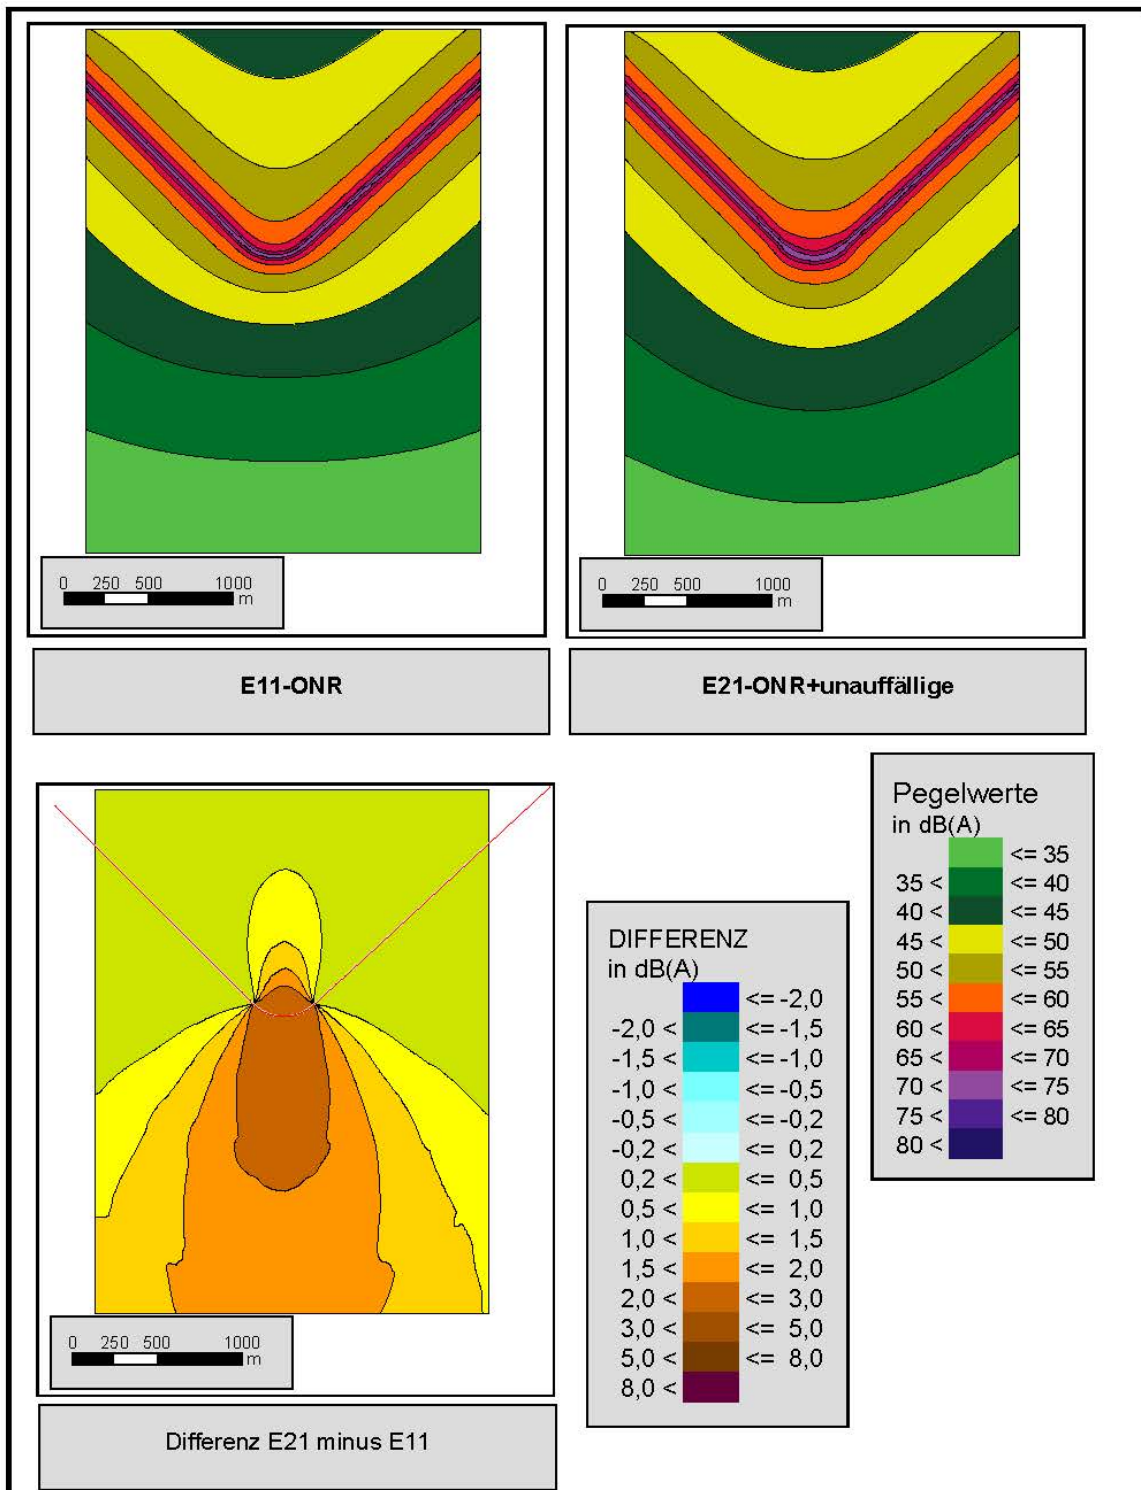 0 250 500 1000
m
0 250 500 1000
m
E11-ONR
E21-ONR+unauffällige
Pegelwerte
in dB(A)
<= 35
35 < <= 40
40 < <= 45
45 < <= 50
50 < <= 55
55 < <= 60
60 < <= 65
65 < <= 70
70 < <= 75
75 < <= 80
80 <
DIFFERENZ
in dB(A)
<= -2,0
-2,0 < <= -1,5
-1,5 < <= -1,0
-1,0 < <= -0,5
-0,5 < <= -0,2
-0,2 < <= 0,2
0,2 < <= 0,5
0,5 < <= 1,0
1,0 < <= 1,5
1,5 < <= 2,0
2,0 < <= 3,0
3,0 < <= 5,0
5,0 < <= 8,0
8,0 <
0 250 500 1000
m
Differenz E21 minus E11